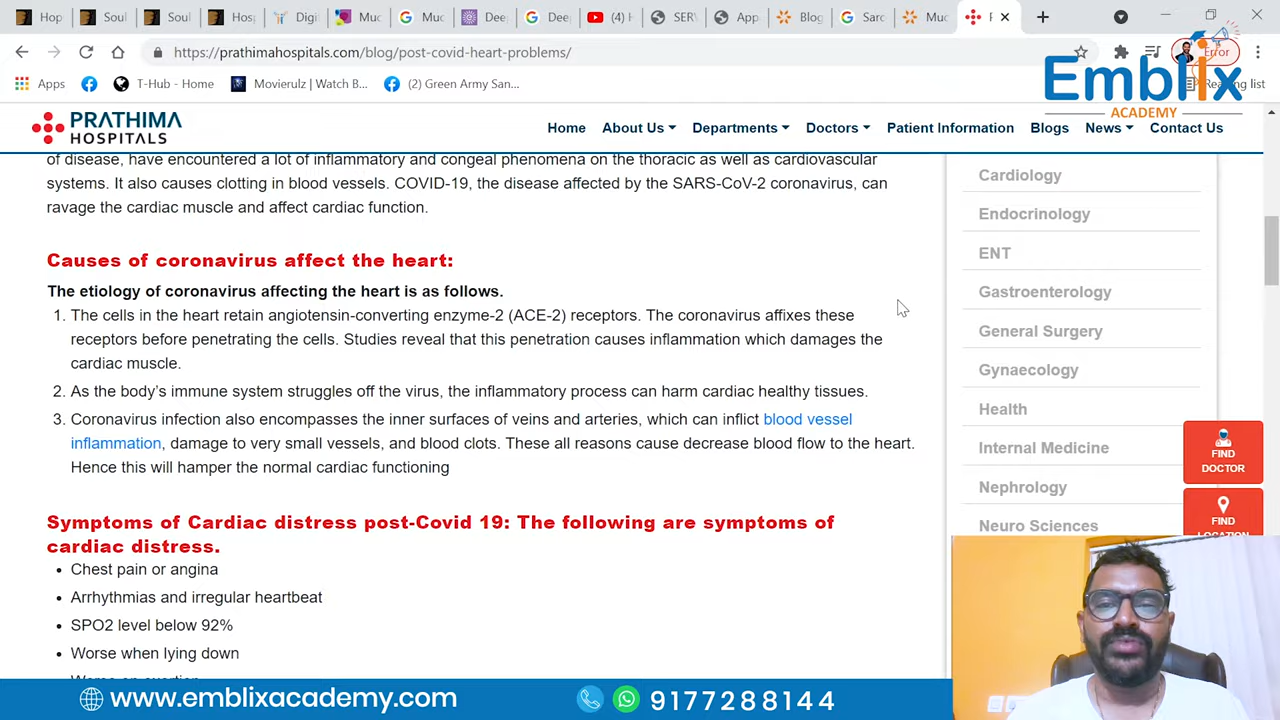 Hop
Soul
Soul
Hosp
Digi
Muc
Muc
Dee
Dee
(4) H
SER
App
Blog
Sarc
Muc
https://prathimahospitals.com/blog/post-covid-heart-problems/
Error
Apps
T-Hub - Home
Movierulz | Watch B...
(2) Green Army San...
Reading list
Emblix
ACADEMY
PRATHIMA
HOSPITALS
Home
About Us
Departments
Doctors
Patient Information
Blogs
News
Contact Us
of disease, have encountered a lot of inflammatory and congeal phenomena on the thoracic as well as cardiovascular
systems. It also causes clotting in blood vessels. COVID-19, the disease affected by the SARS-CoV-2 coronavirus, can
ravage the cardiac muscle and affect cardiac function.
Causes of coronavirus affect the heart:
The etiology of coronavirus affecting the heart is as follows.
1. The cells in the heart retain angiotensin-converting enzyme-2 (ACE-2) receptors. The coronavirus affixes these
receptors before penetrating the cells. Studies reveal that this penetration causes inflammation which damages the
cardiac muscle.
2. As the body's immune system struggles off the virus, the inflammatory process can harm cardiac healthy tissues.
3. Coronavirus infection also encompasses the inner surfaces of veins and arteries, which can inflict blood vessel
inflammation, damage to very small vessels, and blood clots. These all reasons cause decrease blood flow to the heart.
Hence this will hamper the normal cardiac functioning
Symptoms of Cardiac distress post-Covid 19: The following are symptoms of
cardiac distress.
• Chest pain or angina
• Arrhythmias and irregular heartbeat
• SPO2 level below 92%
• Worse when lying down
Cardiology
Endocrinology
ENT
Gastroenterology
General Surgery
Gynaecology
Health
Internal Medicine
Nephrology
Neuro Sciences
FIND
DOCTOR
FIND
LOCATION
www.emblixacademy.com
9177288144